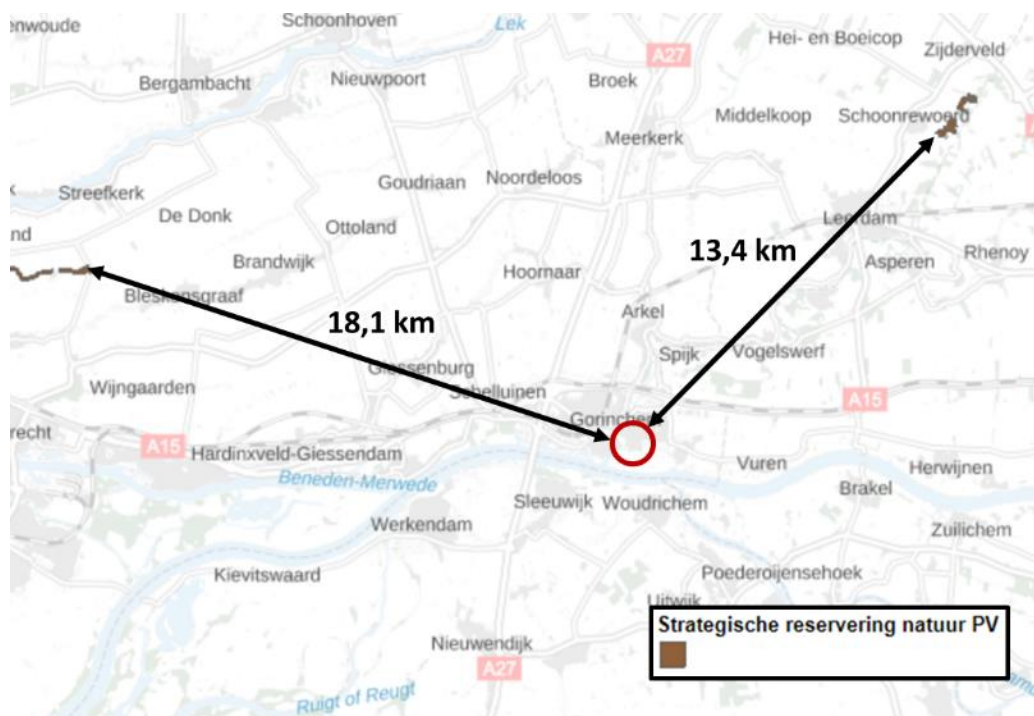 enwoude
Schoonhoven
Lek
Hei- en Boeicop
Zijderveld
A27
Bergambacht
Nieuwpoort
Broek
Middelkoop
Schoonrewoerd
Meerkerk
Streefkerk
Goudriaan
Noordeloos
De Donk
Ottoland
Leerdam
nd
13,4 km
Rhenoy
Brandwijk
Hoornaar
Asperen
Bleskensgraaf
18,1 km
Arkel
Spijk
Vogelswerf
Giessenburg
Wijngaarden
Schelluinen
A15
Gorinchem
recht
A15
Hardinxveld-Giessendam
Vuren
Herwijnen
Beneden-Merwede
Brakel
Sleeuwijk
Woudrichem
Werkendam
Zuilichem
Kievitswaard
Poederoijensehoek
Uitwijk
Strategische reservering natuur PV
Nieuwendijk
A27
Ruigt of Reugt